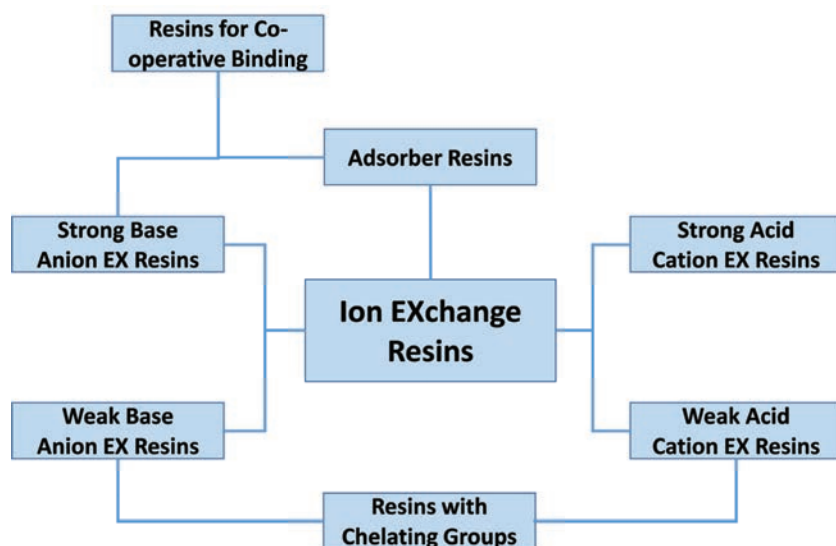 Resins for Co-
operative Binding
Adsorber Resins
Strong Base
Anion EX Resins
Strong Acid
Cation EX Resins
Ion EXchange
Resins
Weak Base
Anion EX Resins
Weak Acid
Cation EX Resins
Resins with
Chelating Groups